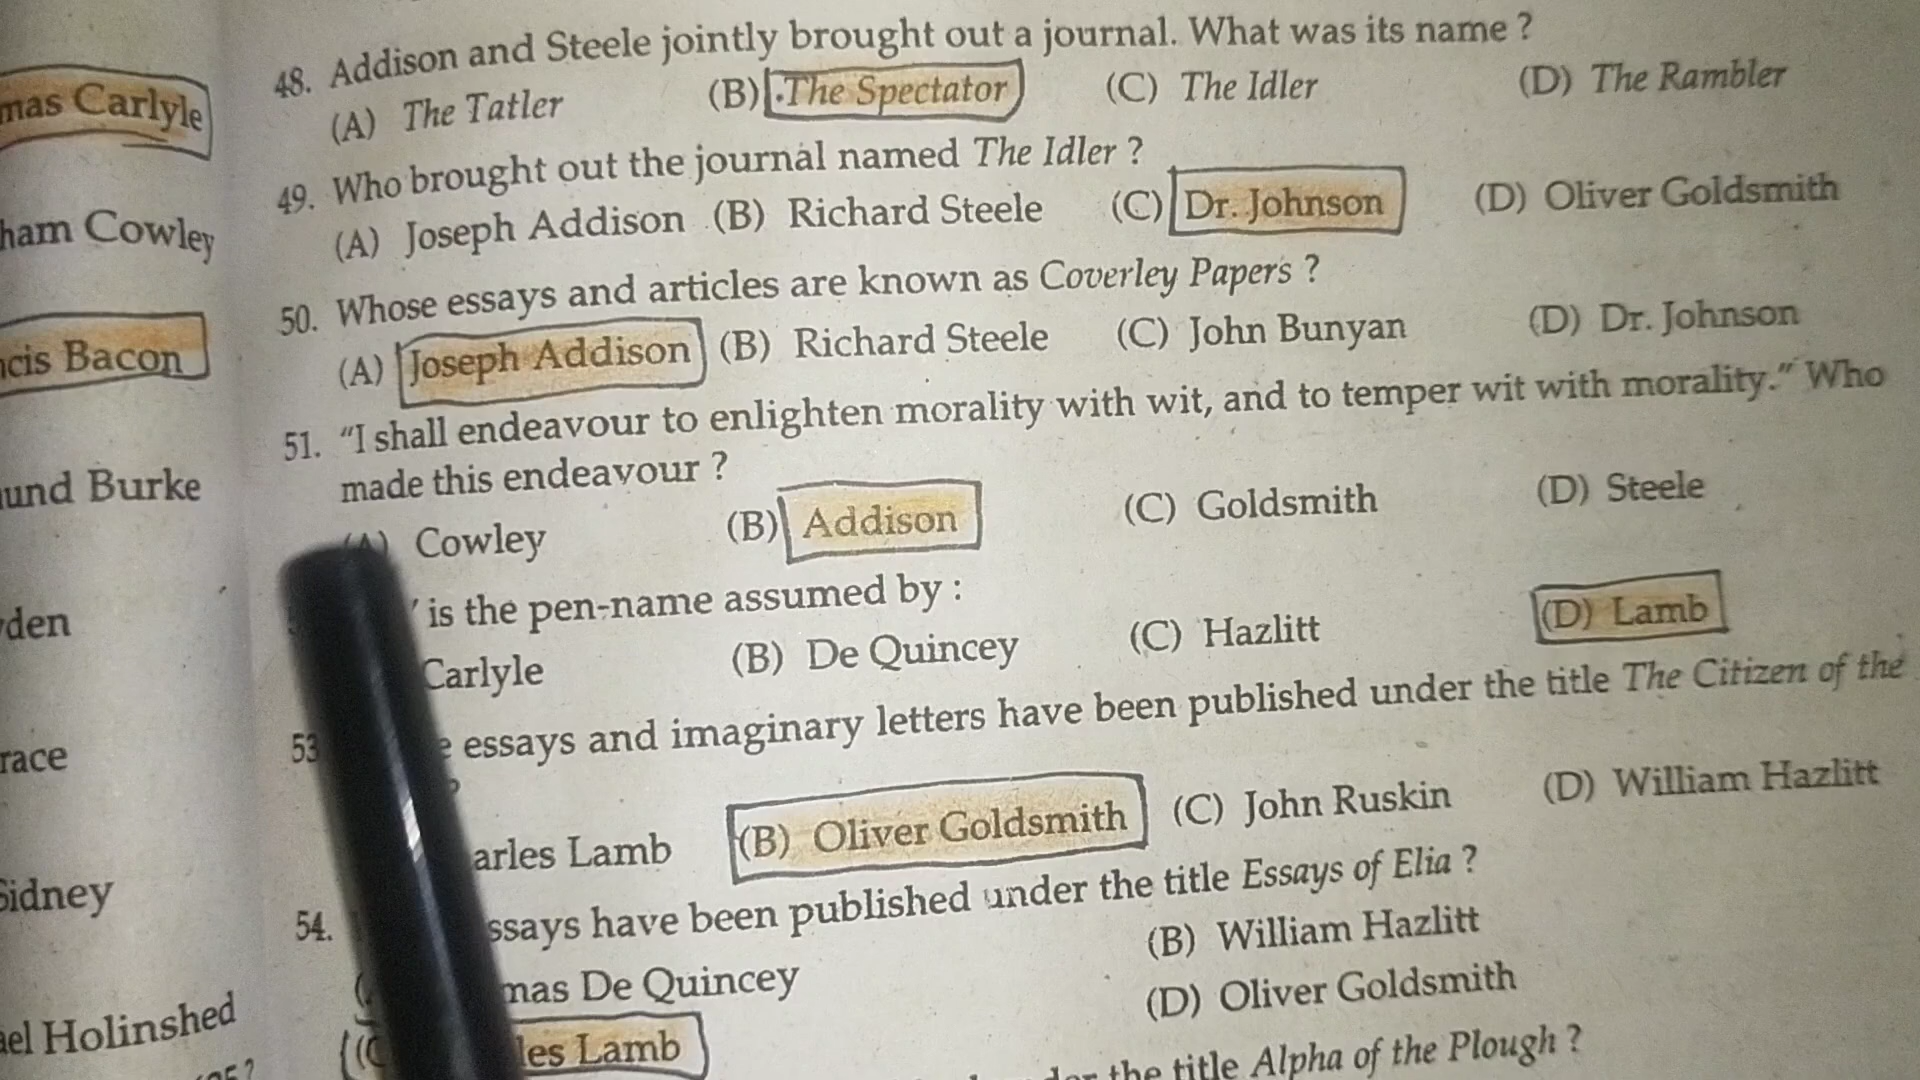 mas Carlyle
ham Cowley
ncis Bacon
und Burke
den
race
Sidney
ael Holinshed
48. Addison and Steele jointly brought out a journal. What was its name ?
(A) The Tatler (B) The Spectator (C) The Idler (D) The Rambler
49. Who brought out the journal named The Idler ?
(A) Joseph Addison (B) Richard Steele (C) Dr. Johnson (D) Oliver Goldsmith
50. Whose essays and articles are known as Coverley Papers ?
(A) Joseph Addison (B) Richard Steele (C) John Bunyan (D) Dr. Johnson
51. “I shall endeavour to enlighten morality with wit, and to temper wit with morality.” Who
made this endeavour ?
(A) Cowley (B) Addison (C) Goldsmith (D) Steele
’ is the pen-name assumed by :
Carlyle (B) De Quincey (C) Hazlitt (D) Lamb
53 essays and imaginary letters have been published under the title The Citizen of the
?
arles Lamb (B) Oliver Goldsmith (C) John Ruskin (D) William Hazlitt
54. ssays have been published under the title Essays of Elia ?
mas De Quincey (B) William Hazlitt
(C les Lamb (D) Oliver Goldsmith
the title Alpha of the Plough ?